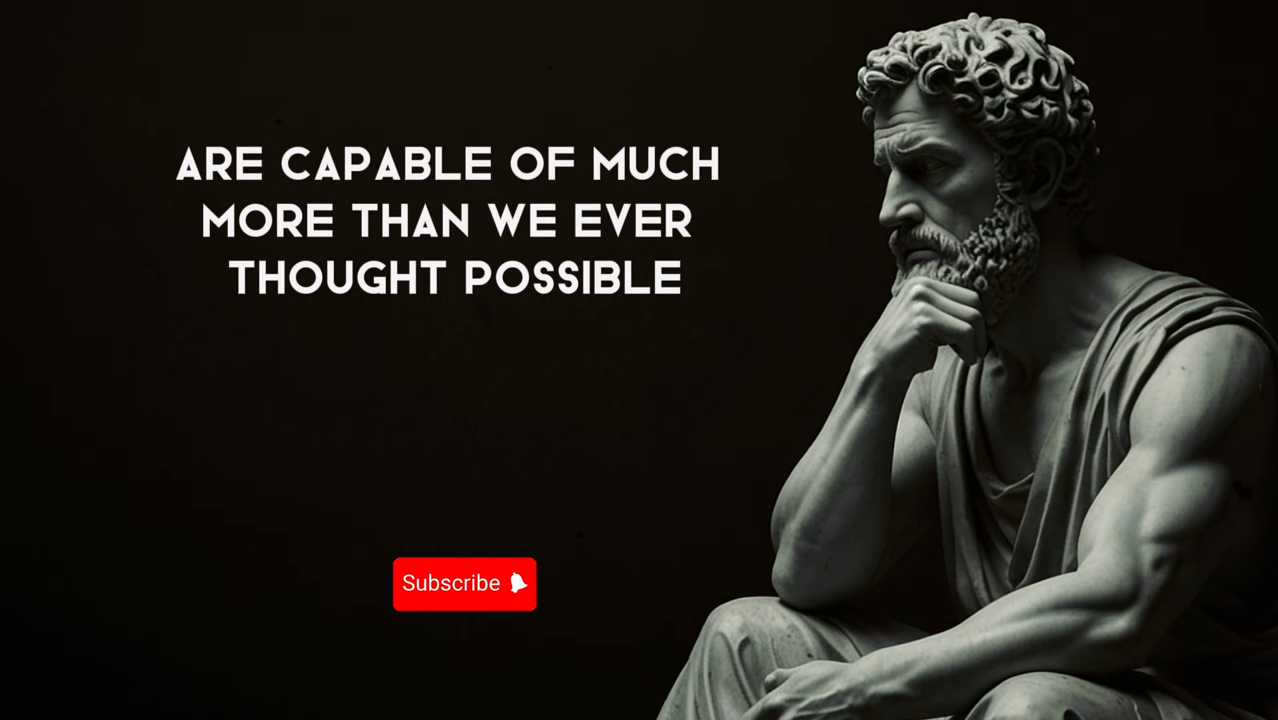 ARE CAPABLE OF MUCH
MORE THAN WE EVER
THOUGHT POSSIBLE
Subscribe